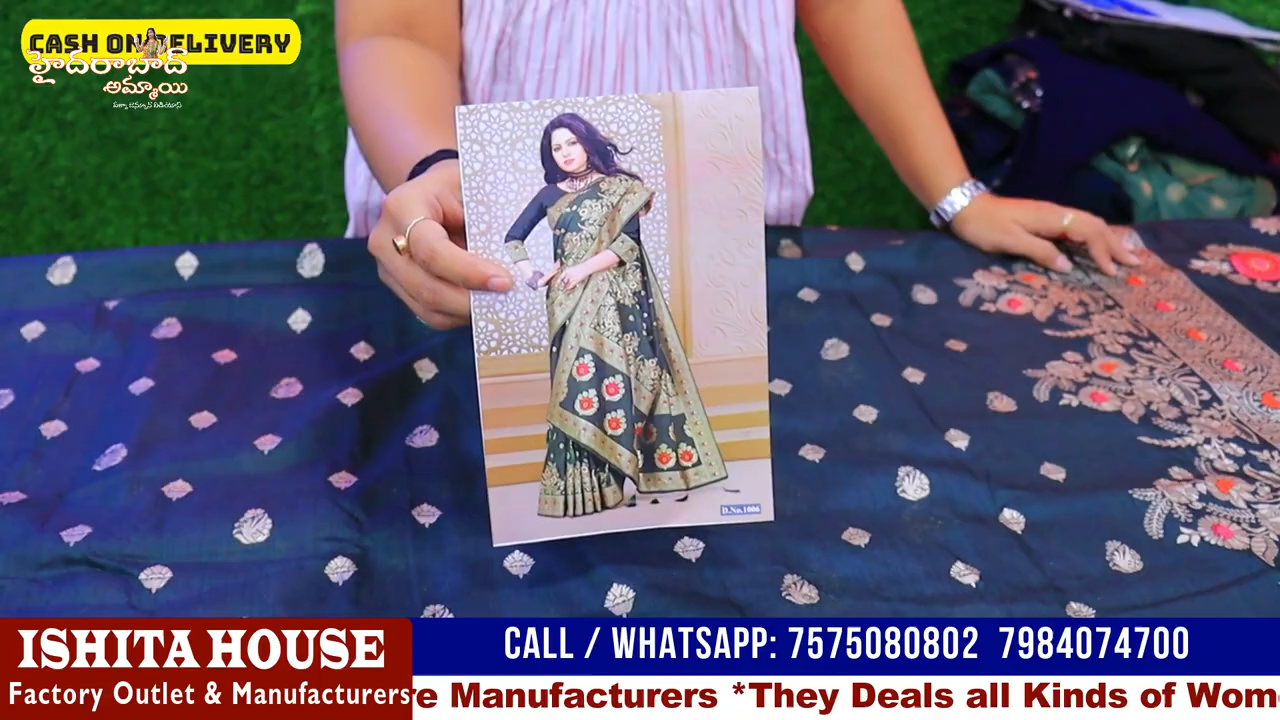 CASH ON DELIVERY
హైదరాబాద్
అమ్మాయి
D.No.1006
ISHITA HOUSE
Factory Outlet & Manufacturers
CALL / WHATSAPP: 7575080802 7984074700
re Manufacturers *They Deals all Kinds of Wom